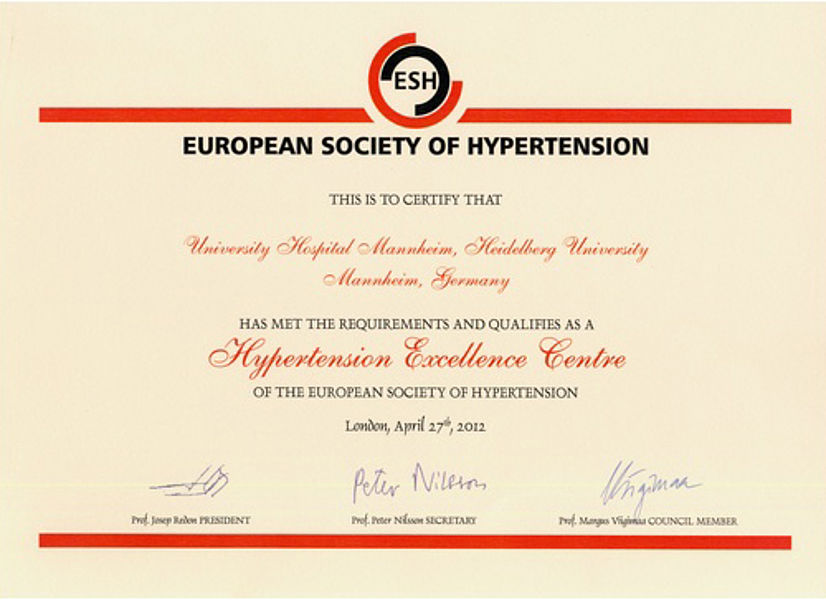 ESH
EUROPEAN SOCIETY OF HYPERTENSION
THIS IS TO CERTIFY THAT
University Hospital Mannheim, Heidelberg University
Mannheim, Germany
HAS MET THE REQUIREMENTS AND QUALIFIES AS A
Hypertension Excellence Centre
OF THE EUROPEAN SOCIETY OF HYPERTENSION
London, April 27th, 2012
Peter Nilsson
Viigimaa
Prof. Josep Redon PRESIDENT
Prof. Peter Nilsson SECRETARY
Prof. Margus Viigimaa COUNCIL MEMBER